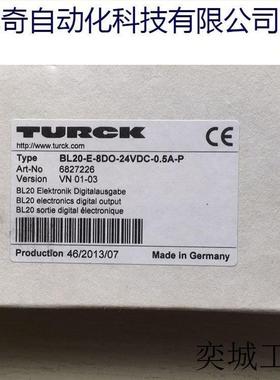 奇自动化科技有限公司
TURCK
www.turck.com
CE
Type BL20-E-8DO-24VDC-0.5A-P
Art-No 6827226
Version VN 01-03
BL20 Elektronik Digitalausgabe
BL20 electronics digital output
BL20 sortie digital électronique
Production 46/2013/07 Made in Germany
奕城工